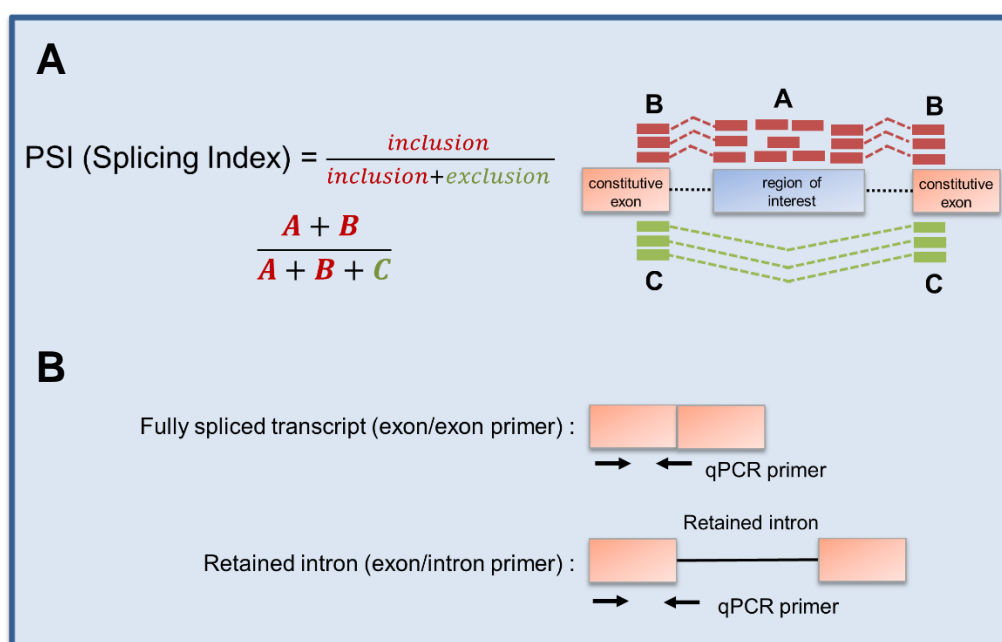 A
B A B
PSI (Splicing Index) = inclusion
inclusion+exclusion
A + B
A + B + C
constitutive
exon
region of
interest
constitutive
exon
C C
B
Fully spliced transcript (exon/exon primer) :
qPCR primer
Retained intron
Retained intron (exon/intron primer) :
qPCR primer